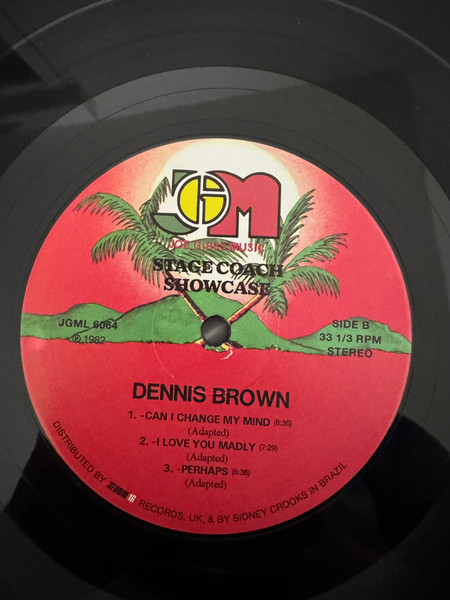 JGM
JOE GIBBS MUSIC
STAGE COACH
SHOWCASE
JGML 6064
℗ 1982
SIDE B
33 1/3 RPM
STEREO
DENNIS BROWN
1. -CAN I CHANGE MY MIND (6:36)
(Adapted)
2. -I LOVE YOU MADLY (7:29)
(Adapted)
3. -PERHAPS (6:36)
(Adapted)
DISTRIBUTED BY STUDIO 16 RECORDS, UK, & BY SIDNEY CROOKS IN BRAZIL